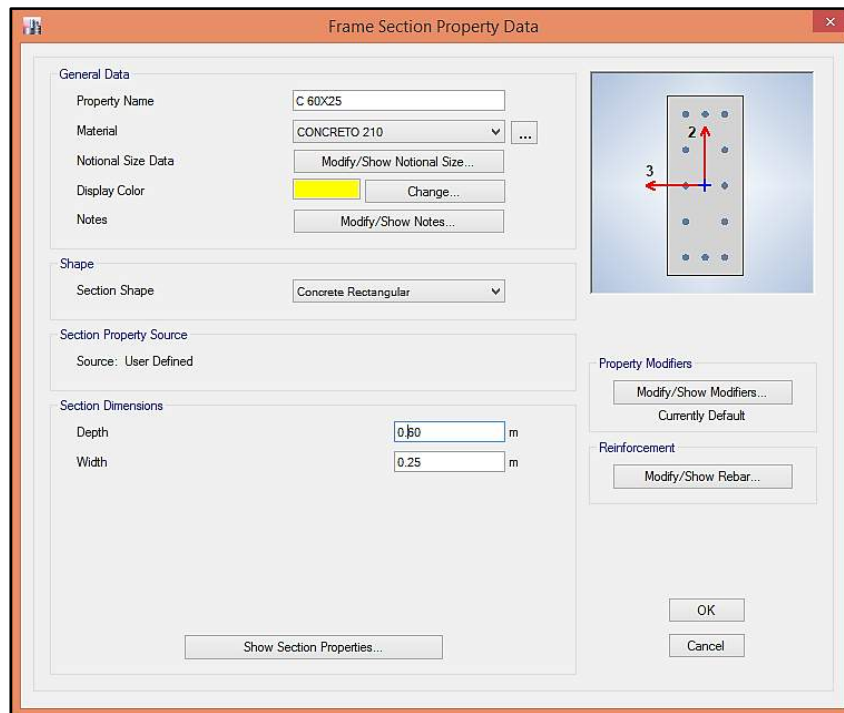 Frame Section Property Data
General Data
Property Name C 60X25
Material CONCRETO 210 ...
Notional Size Data Modify/Show Notional Size...
Display Color Change...
Notes Modify/Show Notes...
2
3
Shape
Section Shape Concrete Rectangular
Section Property Source
Source: User Defined
Property Modifiers
Modify/Show Modifiers...
Currently Default
Section Dimensions
Depth 0.60 m
Width 0.25 m
Reinforcement
Modify/Show Rebar...
OK
Show Section Properties...
Cancel